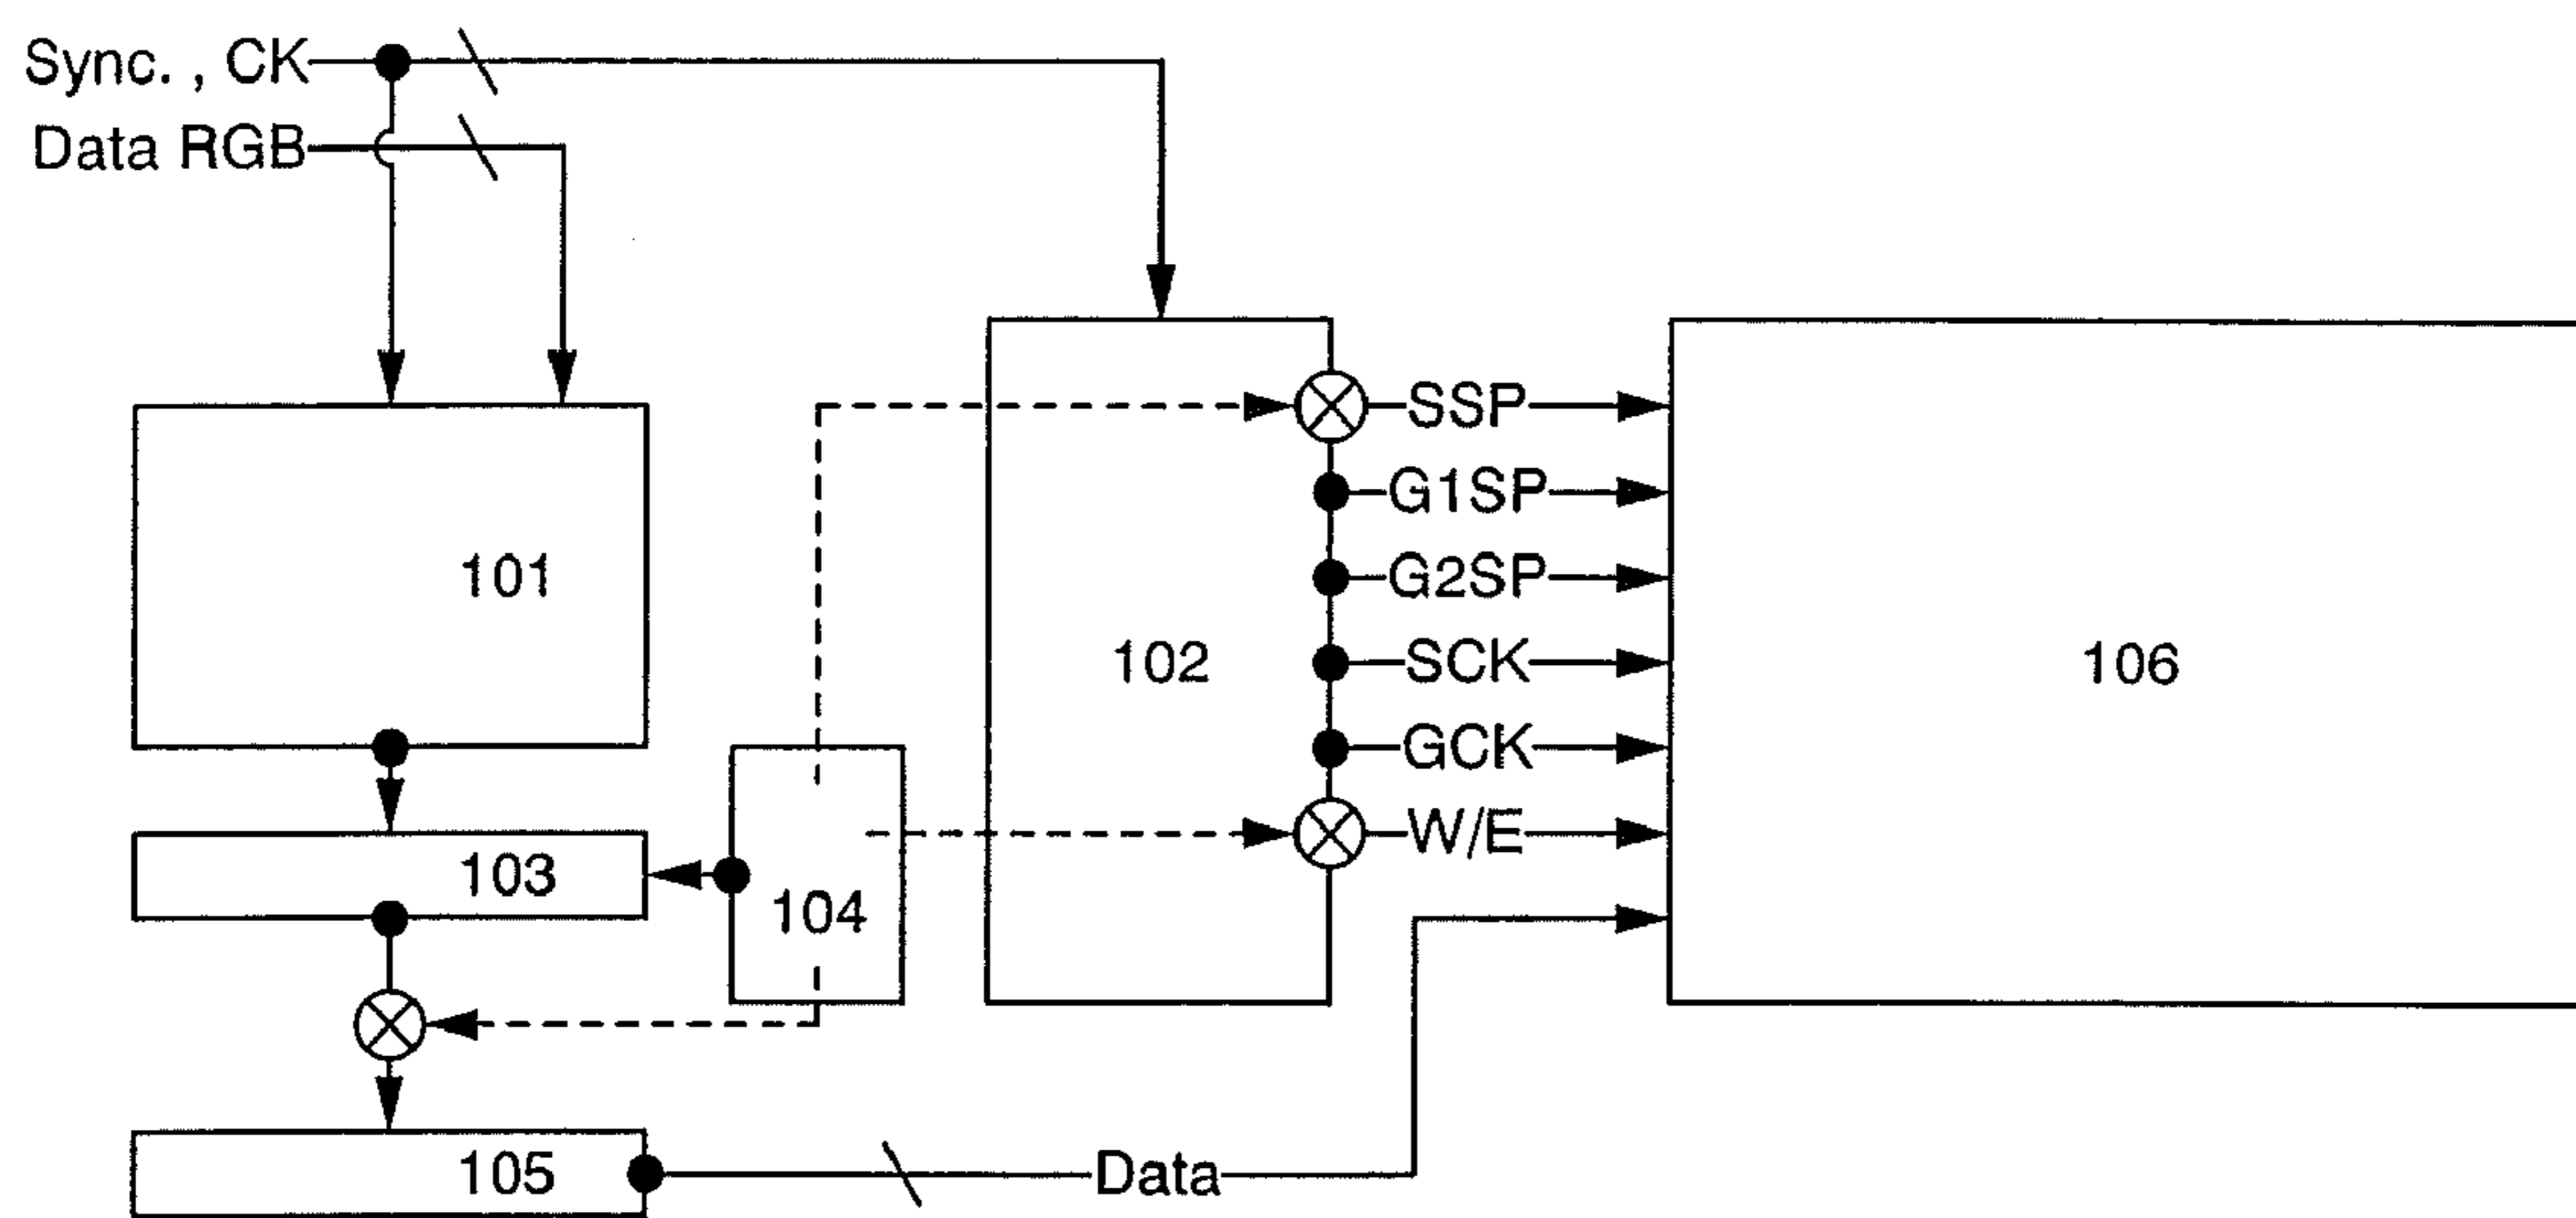 Sync. , CK
Data RGB
SSP
G1SP
G2SP
101
SCK
102
106
GCK
W/E
103
104
105
Data